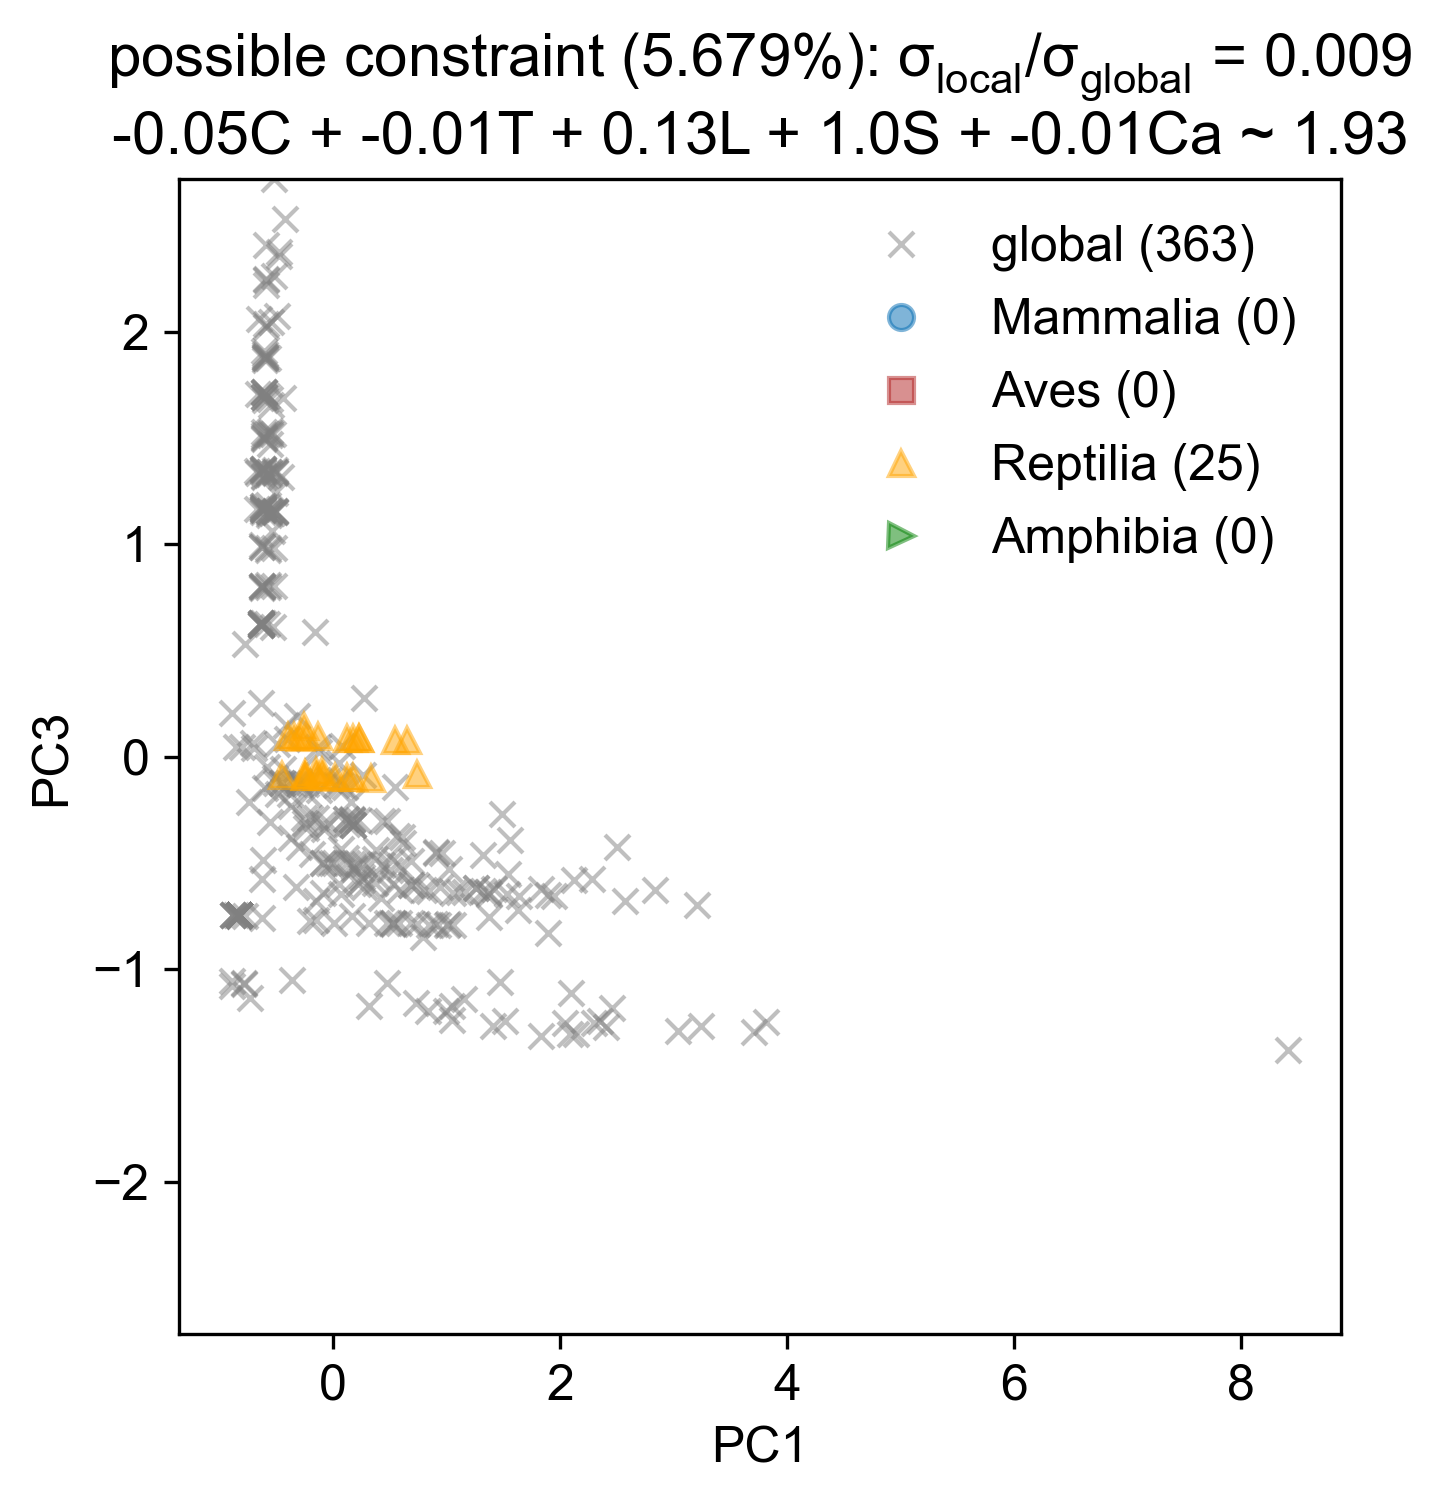 possible constraint (5.679%): σlocal/σglobal = 0.009
-0.05C + -0.01T + 0.13L + 1.0S + -0.01Ca ~ 1.93
global (363)
Mammalia (0)
Aves (0)
Reptilia (25)
Amphibia (0)
2
1
0
−1
−2
PC3
0 2 4 6 8
PC1